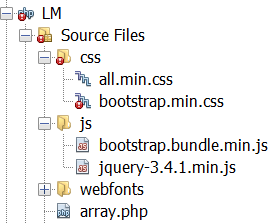 LM
Source Files
css
all.min.css
bootstrap.min.css
js
bootstrap.bundle.min.js
jquery-3.4.1.min.js
webfonts
array.php